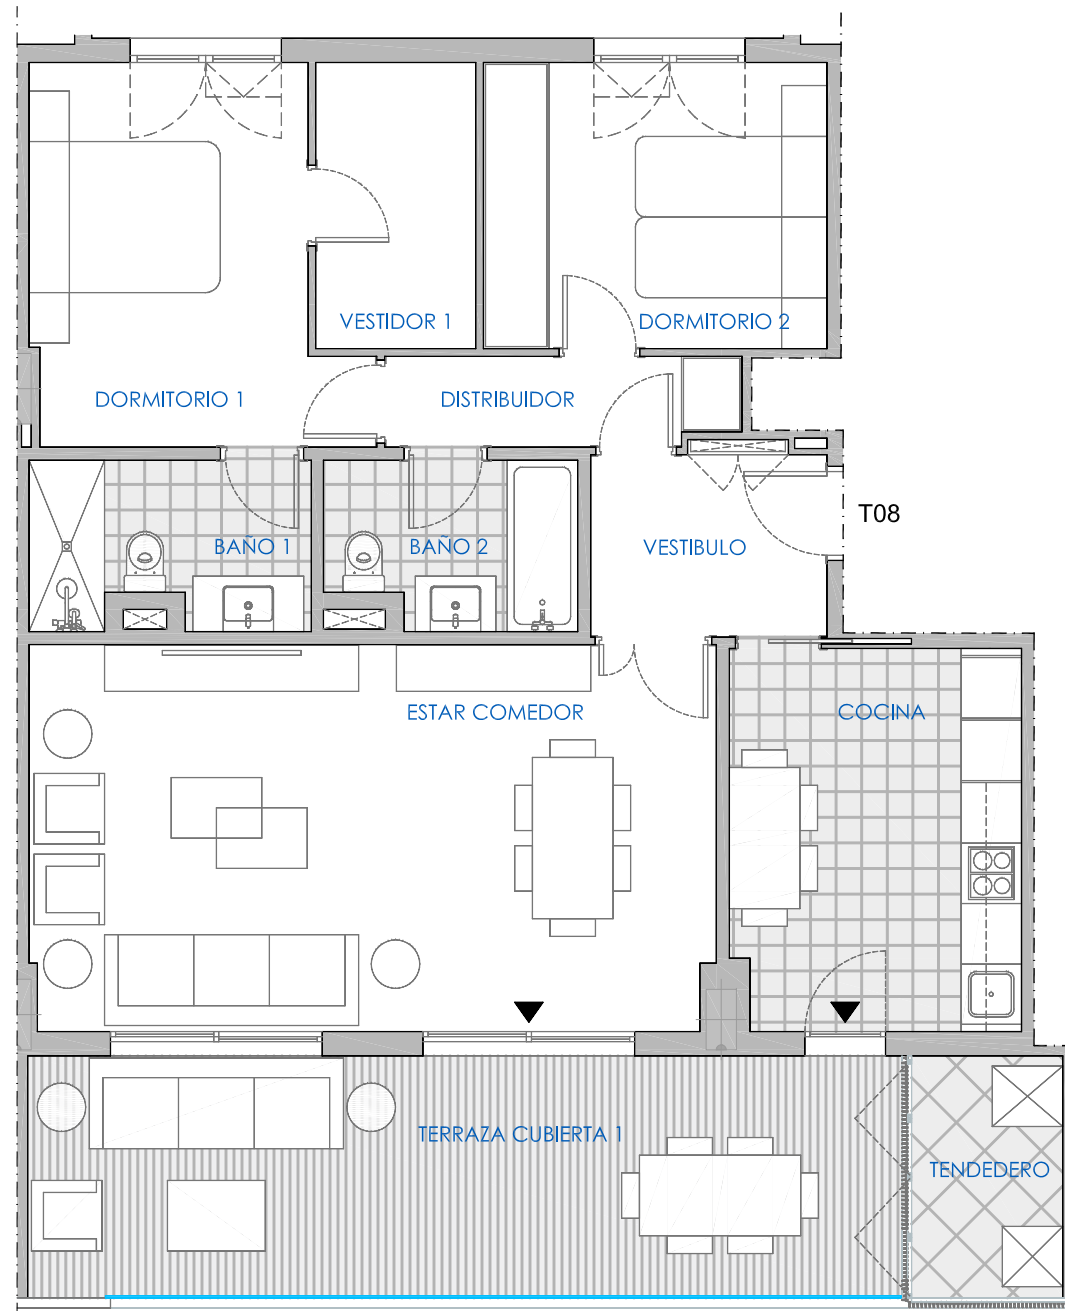 VESTIDOR 1
DORMITORIO 2
DORMITORIO 1
DISTRIBUIDOR
T08
BAÑO 1
BAÑO 2
VESTIBULO
ESTAR COMEDOR
COCINA
TERRAZA CUBIERTA 1
TENDEDERO